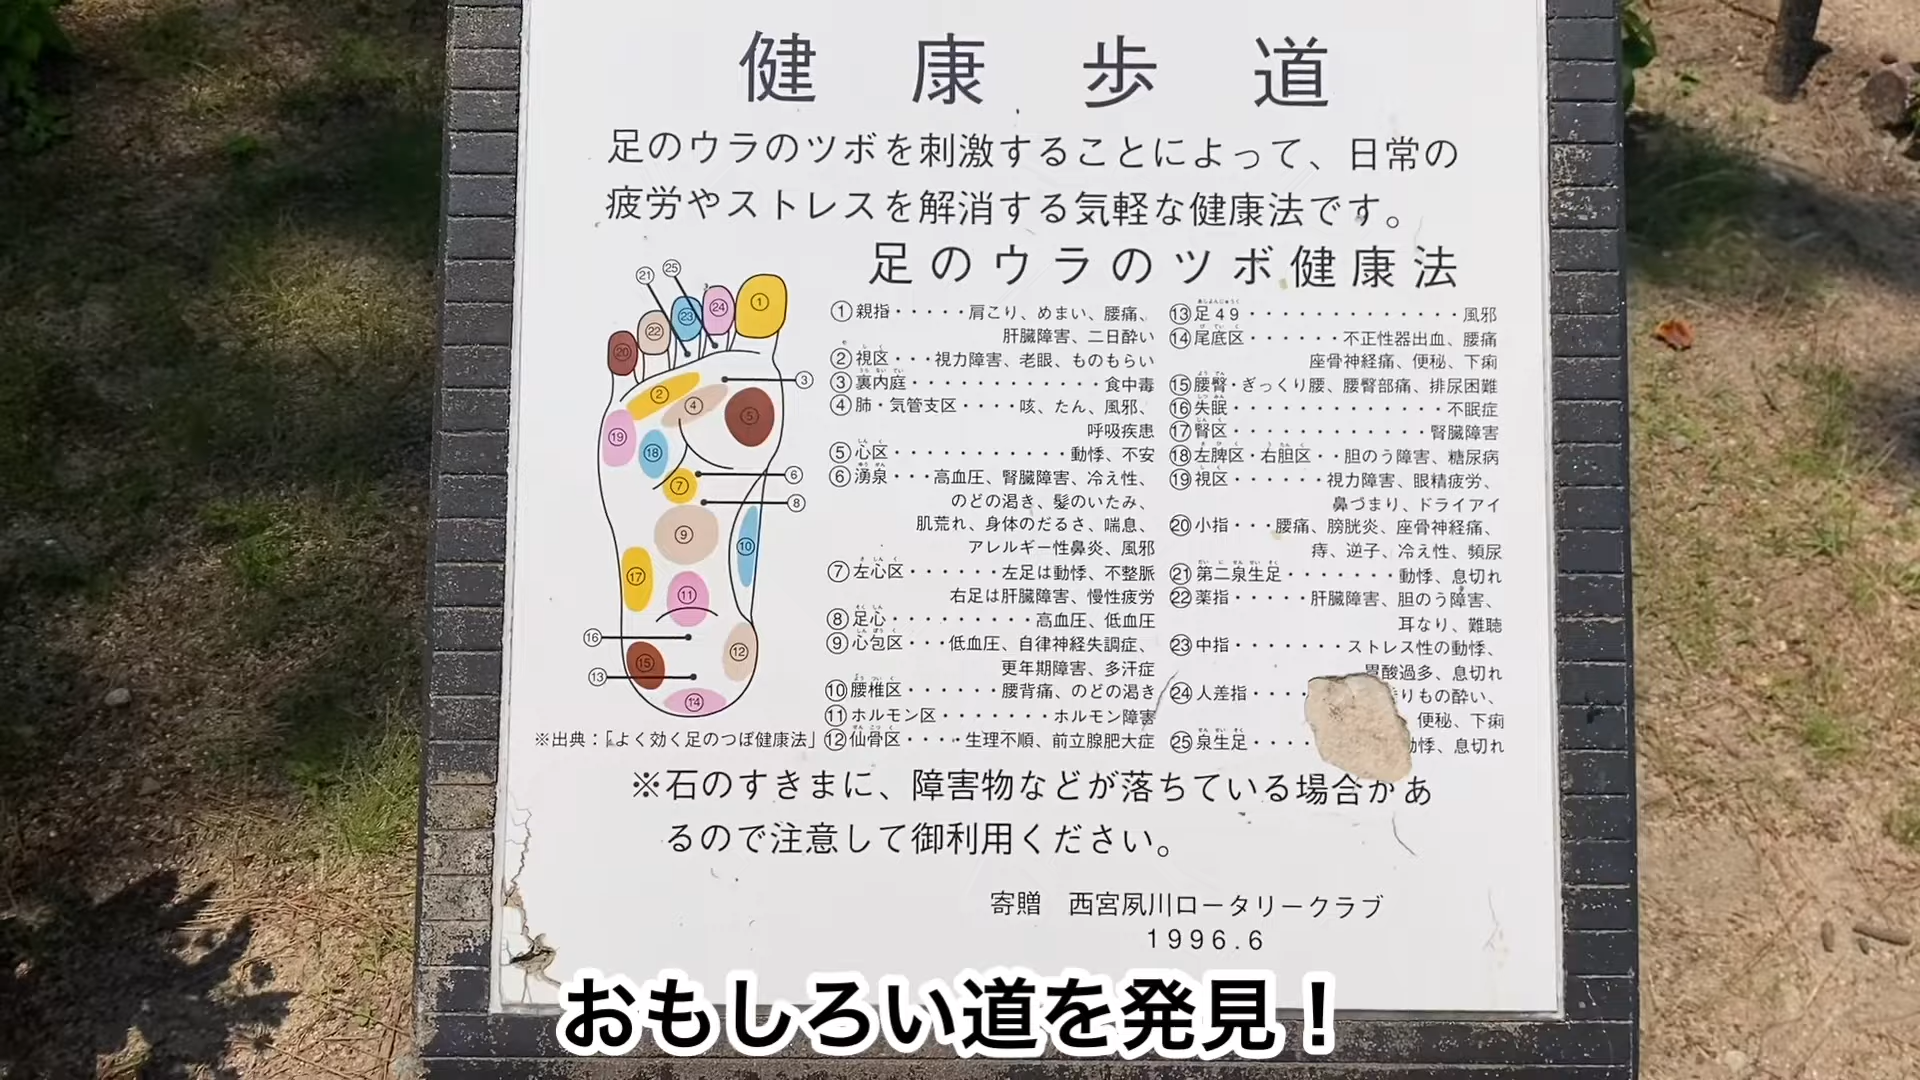 健康歩道
足のウラのツボを刺激することによって、日常の
疲労やストレスを解消する気軽な健康法です。
足のウラのツボ健康法
①親指・・・・・肩こり、めまい、腰痛、
肝臓障害、二日酔い
②視区・・・視力障害、老眼、ものもらい
③裏内庭・・・・・・・・・・・・食中毒
④肺・気管支区・・・・咳、たん、風邪、
呼吸疾患
⑤心区・・・・・・・・・・・動悸、不安
⑥湧泉・・・高血圧、腎臓障害、冷え性、
のどの渇き、髪のいたみ、
肌荒れ、身体のだるさ、喘息、
アレルギー性鼻炎、風邪
⑦左心区・・・・・・左足は動悸、不整脈
右足は肝臓障害、慢性疲労
⑧足心・・・・・・・・・高血圧、低血圧
⑨心包区・・・低血圧、自律神経失調症、
更年期障害、多汗症
⑩腰椎区・・・・・・腰背痛、のどの渇き
⑪ホルモン区・・・・・・・ホルモン障害
⑫仙骨区・・・・生理不順、前立腺肥大症
⑬足49・・・・・・・・・・・・・風邪
⑭尾底区・・・・・・不正性器出血、腰痛
座骨神経痛、便秘、下痢
⑮腰臀・ぎっくり腰、腰臀部痛、排尿困難
⑯失眠・・・・・・・・・・・・・不眠症
⑰腎区・・・・・・・・・・・・腎臓障害
⑱左脾区・右胆区・・胆のう障害、糖尿病
⑲視区・・・・・・視力障害、眼精疲労、
鼻づまり、ドライアイ
⑳小指・・・腰痛、膀胱炎、座骨神経痛、
痔、逆子、冷え性、頻尿
㉑第二泉生足・・・・・・・動悸、息切れ
㉒薬指・・・・肝臓障害、胆のう障害、
耳なり、難聴
㉓中指・・・・・・・ストレス性の動悸、
胃酸過多、息切れ
㉔人差指・・・・りもの酔い、
便秘、下痢
㉕泉生足・・・・動悸、息切れ
※出典：「よく効く足のつぼ健康法」
※石のすきまに、障害物などが落ちている場合があ
るので注意して御利用ください。
寄贈 西宮夙川ロータリークラブ
1996.6
おもしろい道を発見！